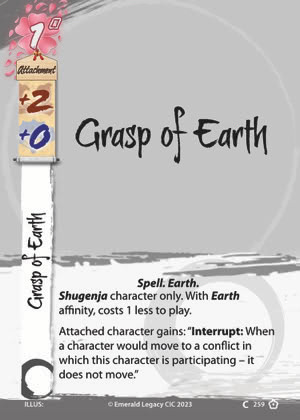 1
Attachment
+2
+0
Grasp of Earth
Grasp of Earth
Spell. Earth.
Shugenja character only. With Earth
affinity, costs 1 less to play.
Attached character gains: “Interrupt: When
a character would move to a conflict in
which this character is participating – it
does not move.”
ILLUS: © Emerald Legacy CIC 2023 C 259